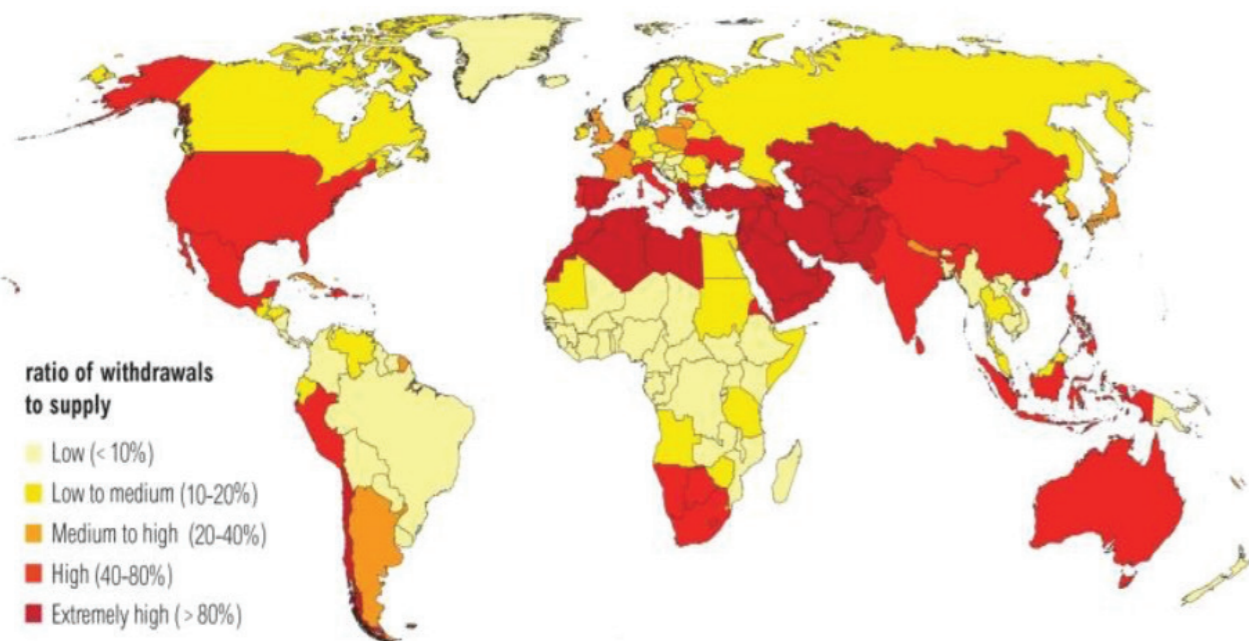 ratio of withdrawals
to supply
Low (< 10%)
Low to medium (10-20%)
Medium to high (20-40%)
High (40-80%)
Extremely high (> 80%)